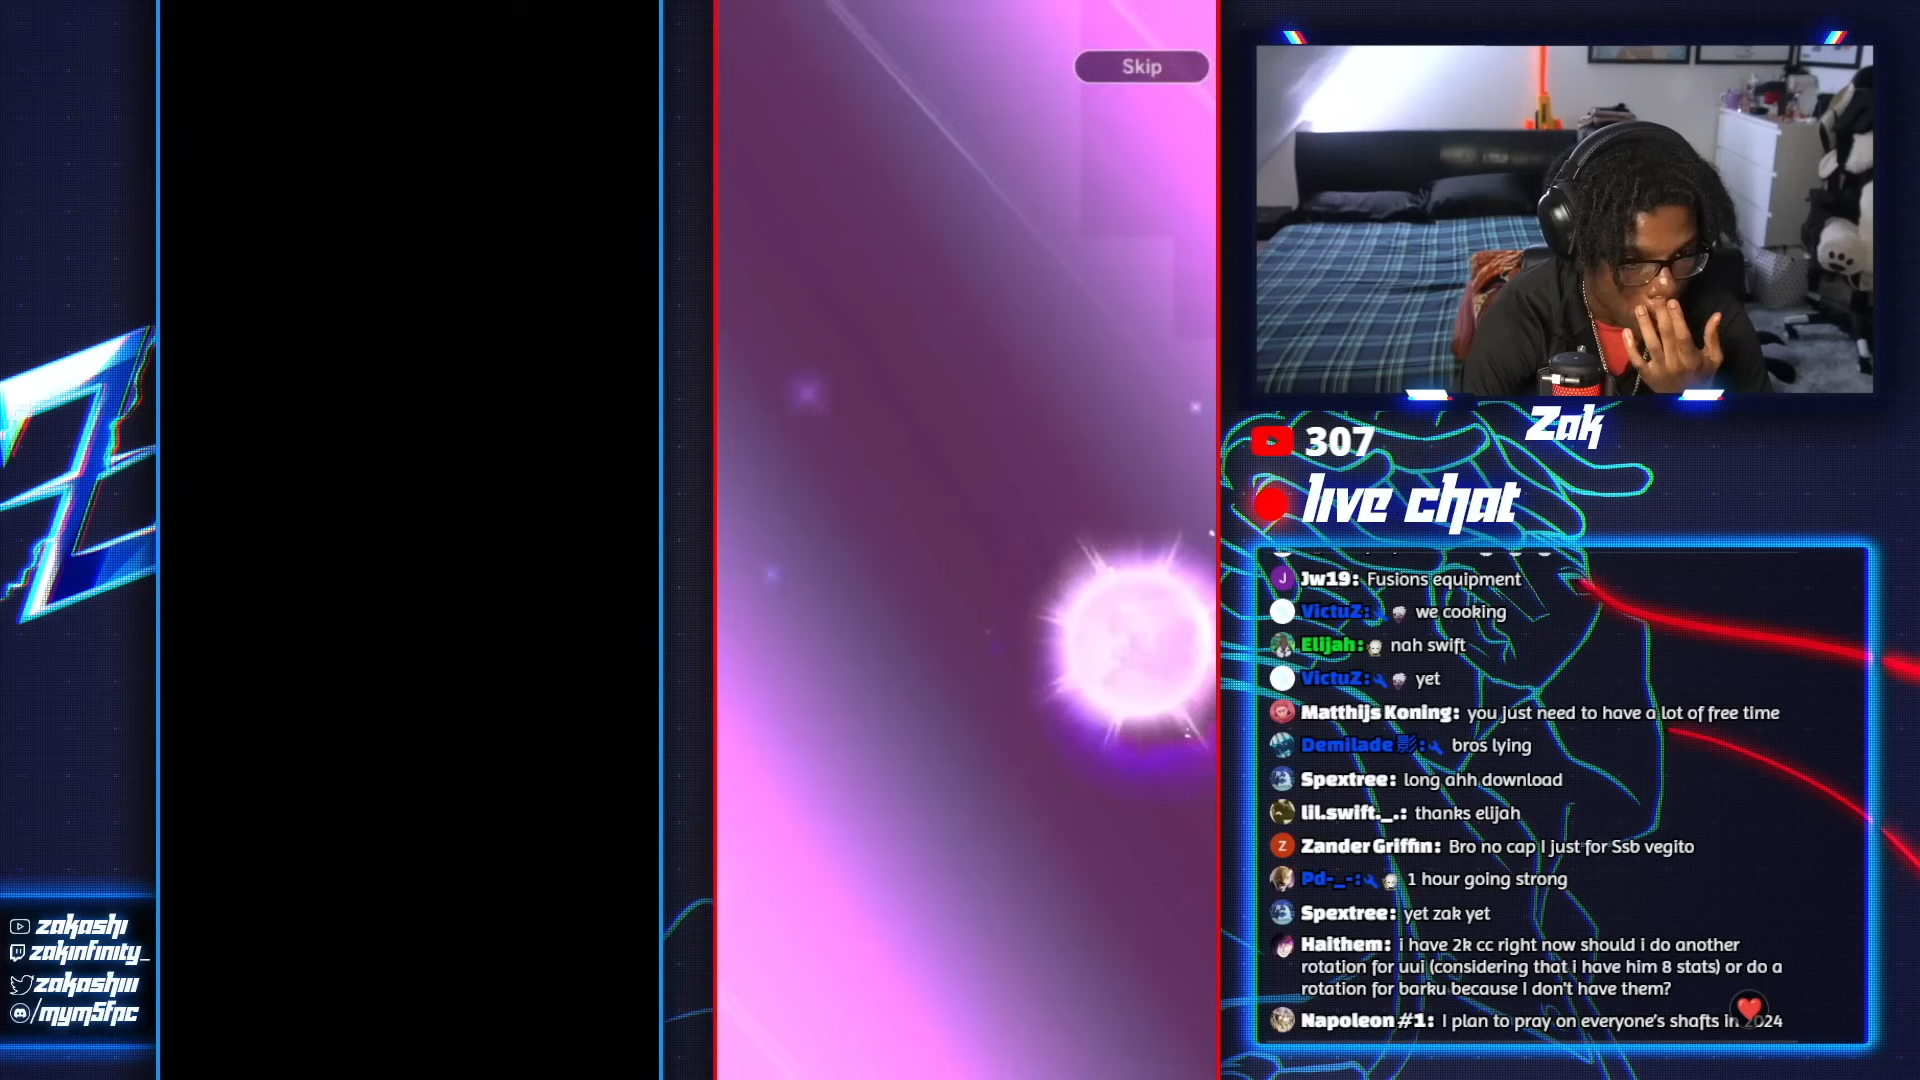 Skip
Zak
307
live chat
Jw19: Fusions equipment
VictuZ: we cooking
Elijah: nah swift
VictuZ: yet
Matthijs Koning: you just need to have a lot of free time
Demilade 影: bros lying
Spextree: long ahh download
lil.swift._.: thanks elijah
Z Zander Griffin: Bro no cap I just for Ssb vegito
Pd-_-: 1 hour going strong
Spextree: yet zak yet
Haithem: i have 2k cc right now should i do another
rotation for uui (considering that i have him 8 stats) or do a
rotation for barku because I don't have them?
Napoleon #1: I plan to pray on everyone's shafts in 2024
zakashi
zakinfinity_
zakashiii
/mym5fpc